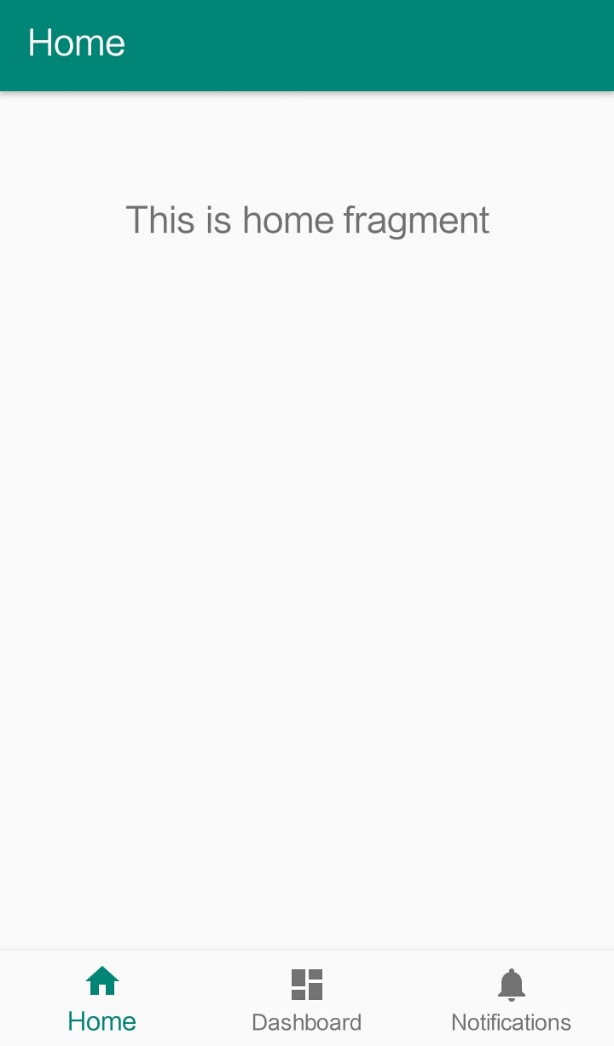 Home
This is home fragment
Home
Dashboard
Notifications